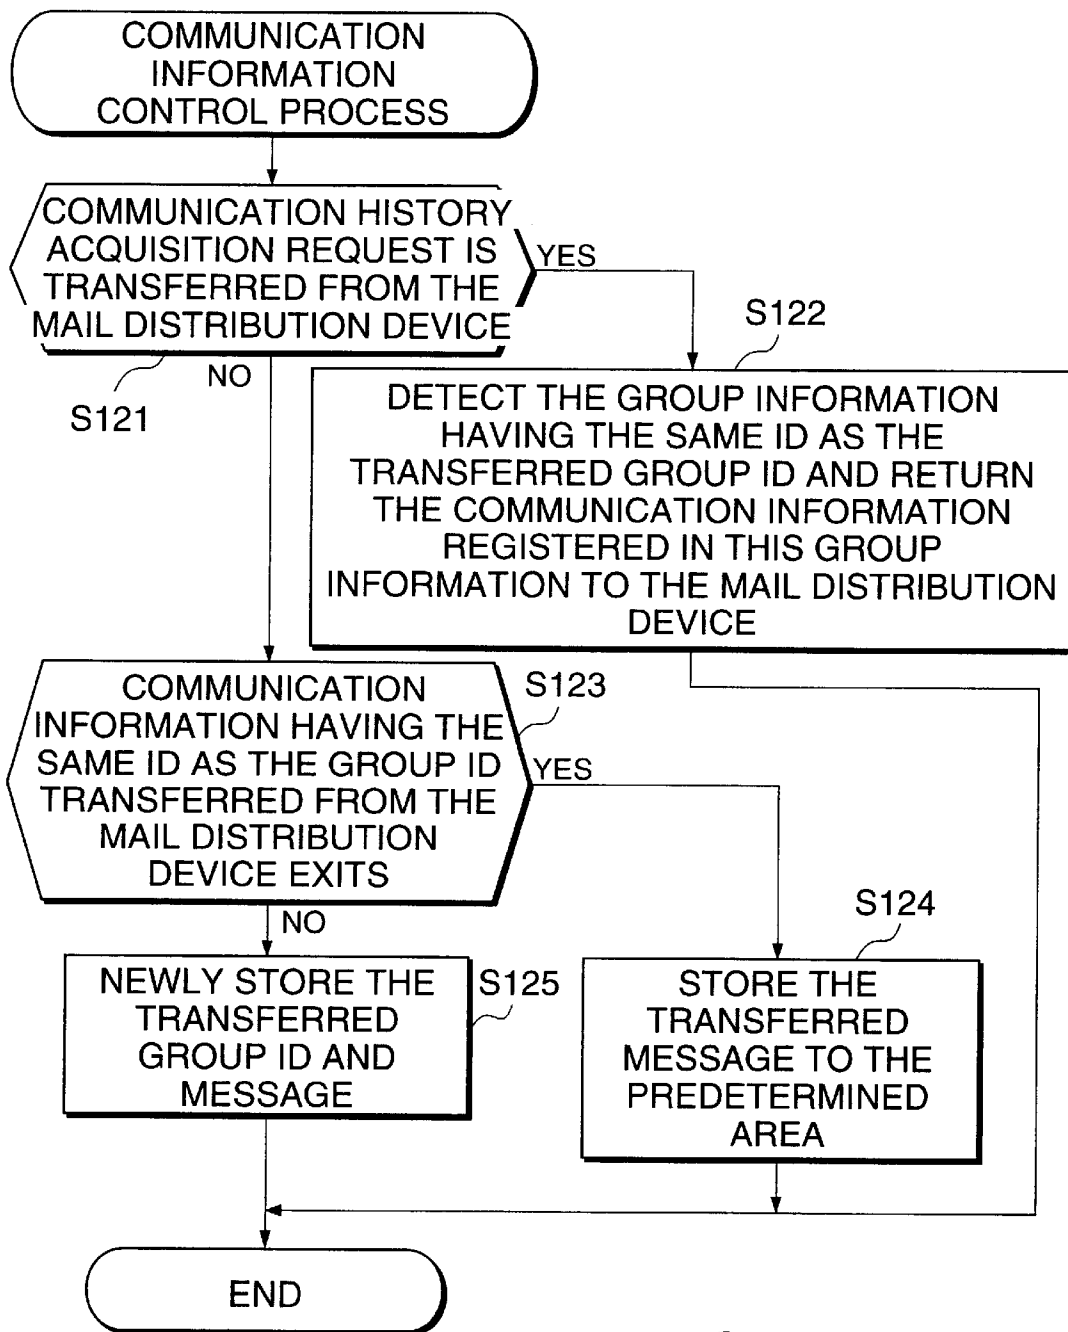 COMMUNICATION
INFORMATION
CONTROL PROCESS
COMMUNICATION HISTORY
ACQUISITION REQUEST IS
TRANSFERRED FROM THE
MAIL DISTRIBUTION DEVICE
YES
NO
S121
S122
DETECT THE GROUP INFORMATION
HAVING THE SAME ID AS THE
TRANSFERRED GROUP ID AND RETURN
THE COMMUNICATION INFORMATION
REGISTERED IN THIS GROUP
INFORMATION TO THE MAIL DISTRIBUTION
DEVICE
COMMUNICATION
INFORMATION HAVING THE
SAME ID AS THE GROUP ID
TRANSFERRED FROM THE
MAIL DISTRIBUTION
DEVICE EXITS
S123
YES
NO
S124
STORE THE
TRANSFERRED
MESSAGE TO THE
PREDETERMINED
AREA
NEWLY STORE THE
TRANSFERRED
GROUP ID AND
MESSAGE
S125
END